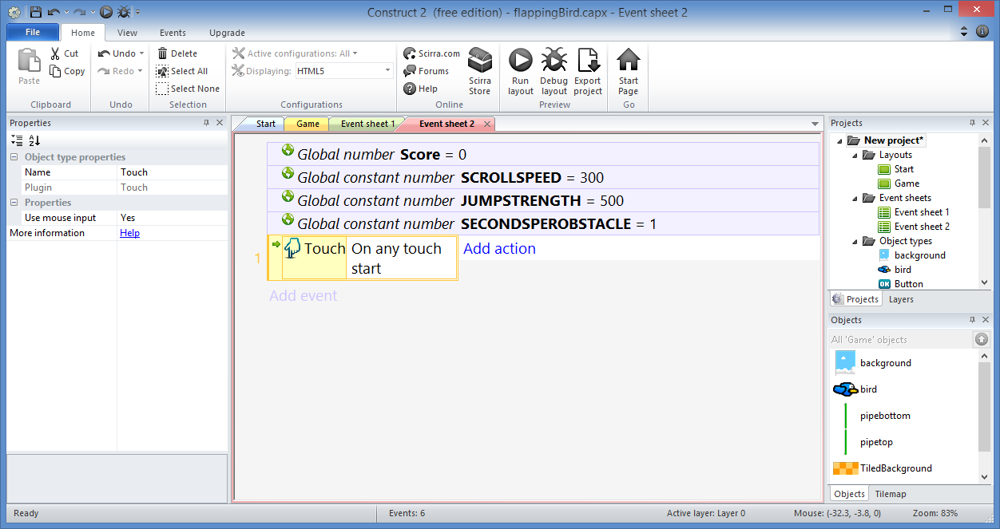 Construct 2 (free edition) - flappingBird.capx - Event sheet 2
File Home View Events Upgrade
Paste Cut Copy Clipboard
Undo Redo Undo
Delete Select All Select None Selection
Active configurations: All
Displaying: HTML5
Configurations
Scirra.com Forums Help Scirra Store Online
Run layout Debug layout Export project Preview
Start Page Go
Properties
Object type properties
Name Touch
Plugin Touch
Properties
Use mouse input Yes
More information Help
Start Game Event sheet 1 Event sheet 2
Global number Score = 0
Global constant number SCROLLSPEED = 300
Global constant number JUMPSTRENGTH = 500
Global constant number SECONDSPEROBSTACLE = 1
1 Touch On any touch start Add action
Add event
Projects
New project*
Layouts
Start
Game
Event sheets
Event sheet 1
Event sheet 2
Object types
background
bird
OK Button
Projects Layers
Objects
All 'Game' objects
background
bird
pipebottom
pipetop
TiledBackground
Objects Tilemap
Ready Events: 6 Active layer: Layer 0 Mouse: (-32.3, -3.8, 0) Zoom: 83%